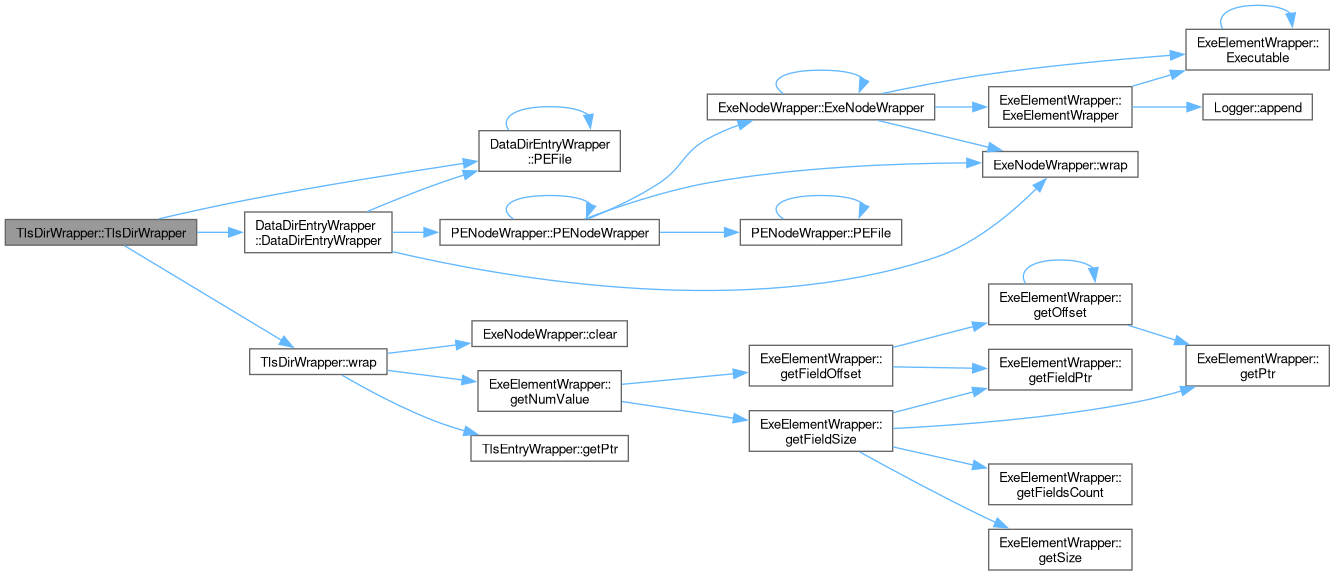 TlsDirWrapper::TlsDirWrapper
DataDirEntryWrapper
::PEFile
DataDirEntryWrapper
::DataDirEntryWrapper
PENodeWrapper::PENodeWrapper
ExeNodeWrapper::ExeNodeWrapper
ExeElementWrapper::
Executable
ExeElementWrapper::
ExeElementWrapper
Logger::append
ExeNodeWrapper::wrap
PENodeWrapper::PEFile
TlsDirWrapper::wrap
ExeNodeWrapper::clear
ExeElementWrapper::
getNumValue
TlsEntryWrapper::getPtr
ExeElementWrapper::
getFieldOffset
ExeElementWrapper::
getOffset
ExeElementWrapper::
getFieldPtr
ExeElementWrapper::
getPtr
ExeElementWrapper::
getFieldSize
ExeElementWrapper::
getFieldsCount
ExeElementWrapper::
getSize